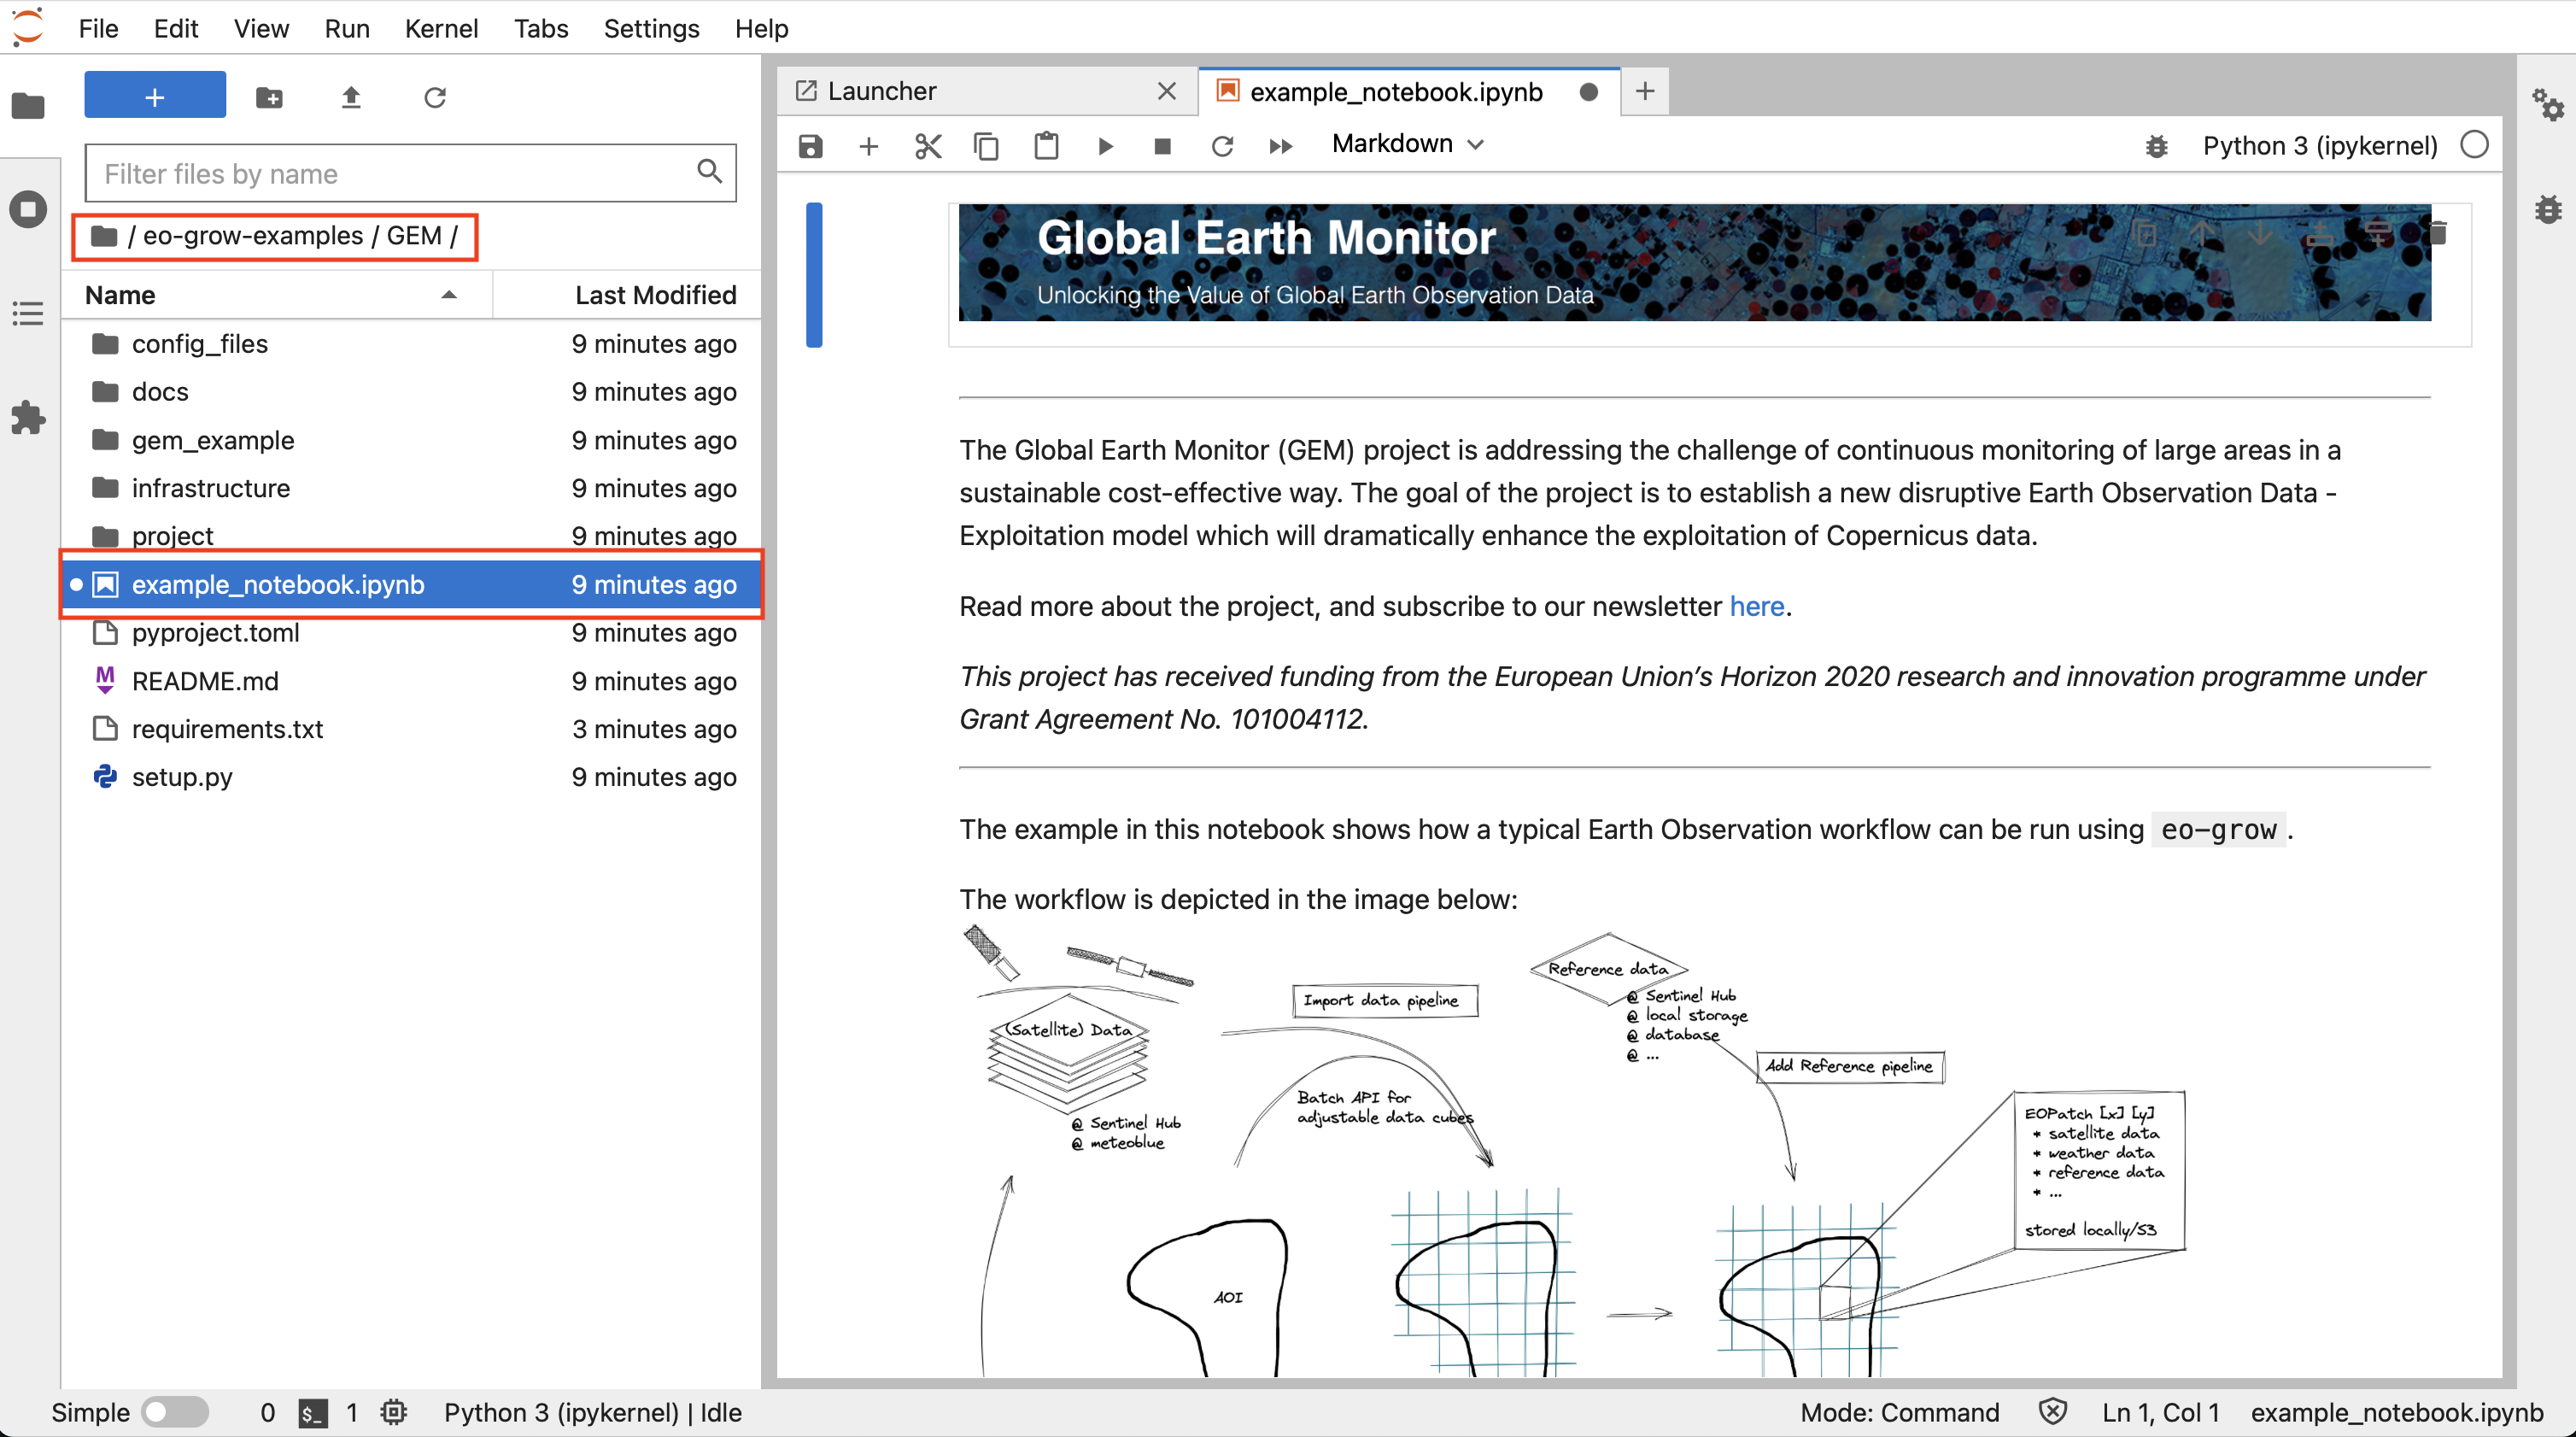 File Edit View Run Kernel Tabs Settings Help
+
Filter files by name
/ eo-grow-examples / GEM /
Name Last Modified
config_files 9 minutes ago
docs 9 minutes ago
gem_example 9 minutes ago
infrastructure 9 minutes ago
project 9 minutes ago
example_notebook.ipynb 9 minutes ago
pyproject.toml 9 minutes ago
README.md 9 minutes ago
requirements.txt 3 minutes ago
setup.py 9 minutes ago
Launcher example_notebook.ipynb
Markdown Python 3 (ipykernel)
Global Earth Monitor
Unlocking the Value of Global Earth Observation Data
The Global Earth Monitor (GEM) project is addressing the challenge of continuous monitoring of large areas in a
sustainable cost-effective way. The goal of the project is to establish a new disruptive Earth Observation Data -
Exploitation model which will dramatically enhance the exploitation of Copernicus data.
Read more about the project, and subscribe to our newsletter here.
This project has received funding from the European Union’s Horizon 2020 research and innovation programme under
Grant Agreement No. 101004112.
The example in this notebook shows how a typical Earth Observation workflow can be run using eo-grow.
The workflow is depicted in the image below:
(Satellite) Data
@ Sentinel Hub
@ meteoblue
Import data pipeline
Batch API for
adjustable data cubes
Reference data
@ Sentinel Hub
@ local storage
@ database
@ ...
Add Reference pipeline
EOPatch [x] [y]
* satellite data
* weather data
* reference data
* ...
stored locally/S3
AOI
Simple 0 $_ 1 Python 3 (ipykernel) | Idle Mode: Command Ln 1, Col 1 example_notebook.ipynb